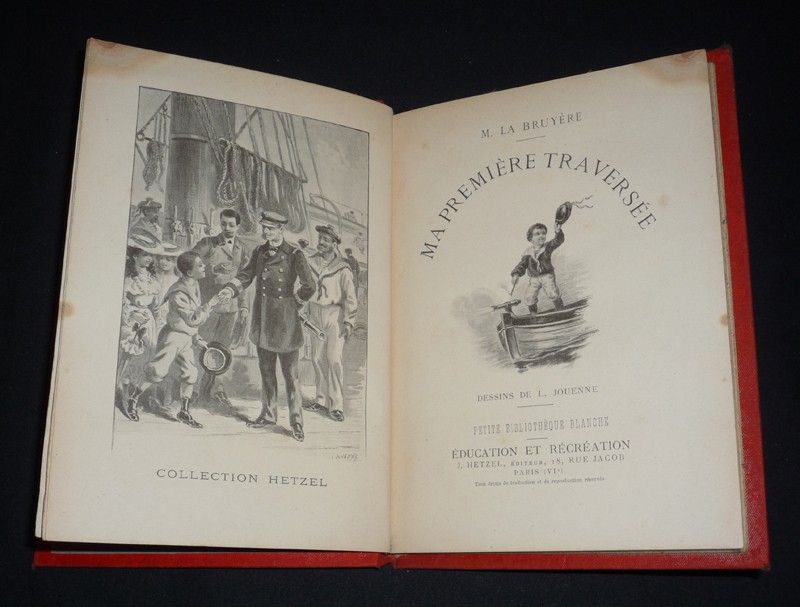 COLLECTION HETZEL
M. LA BRUYÈRE
MA PREMIÈRE TRAVERSÉE
DESSINS DE L. JOUENNE
PETITE BIBLIOTHÈQUE BLANCHE
ÉDUCATION ET RÉCRÉATION
J. HETZEL, ÉDITEUR, 18, RUE JACOB
PARIS (VIᵉ)
Tous droits de traduction et de reproduction réservés